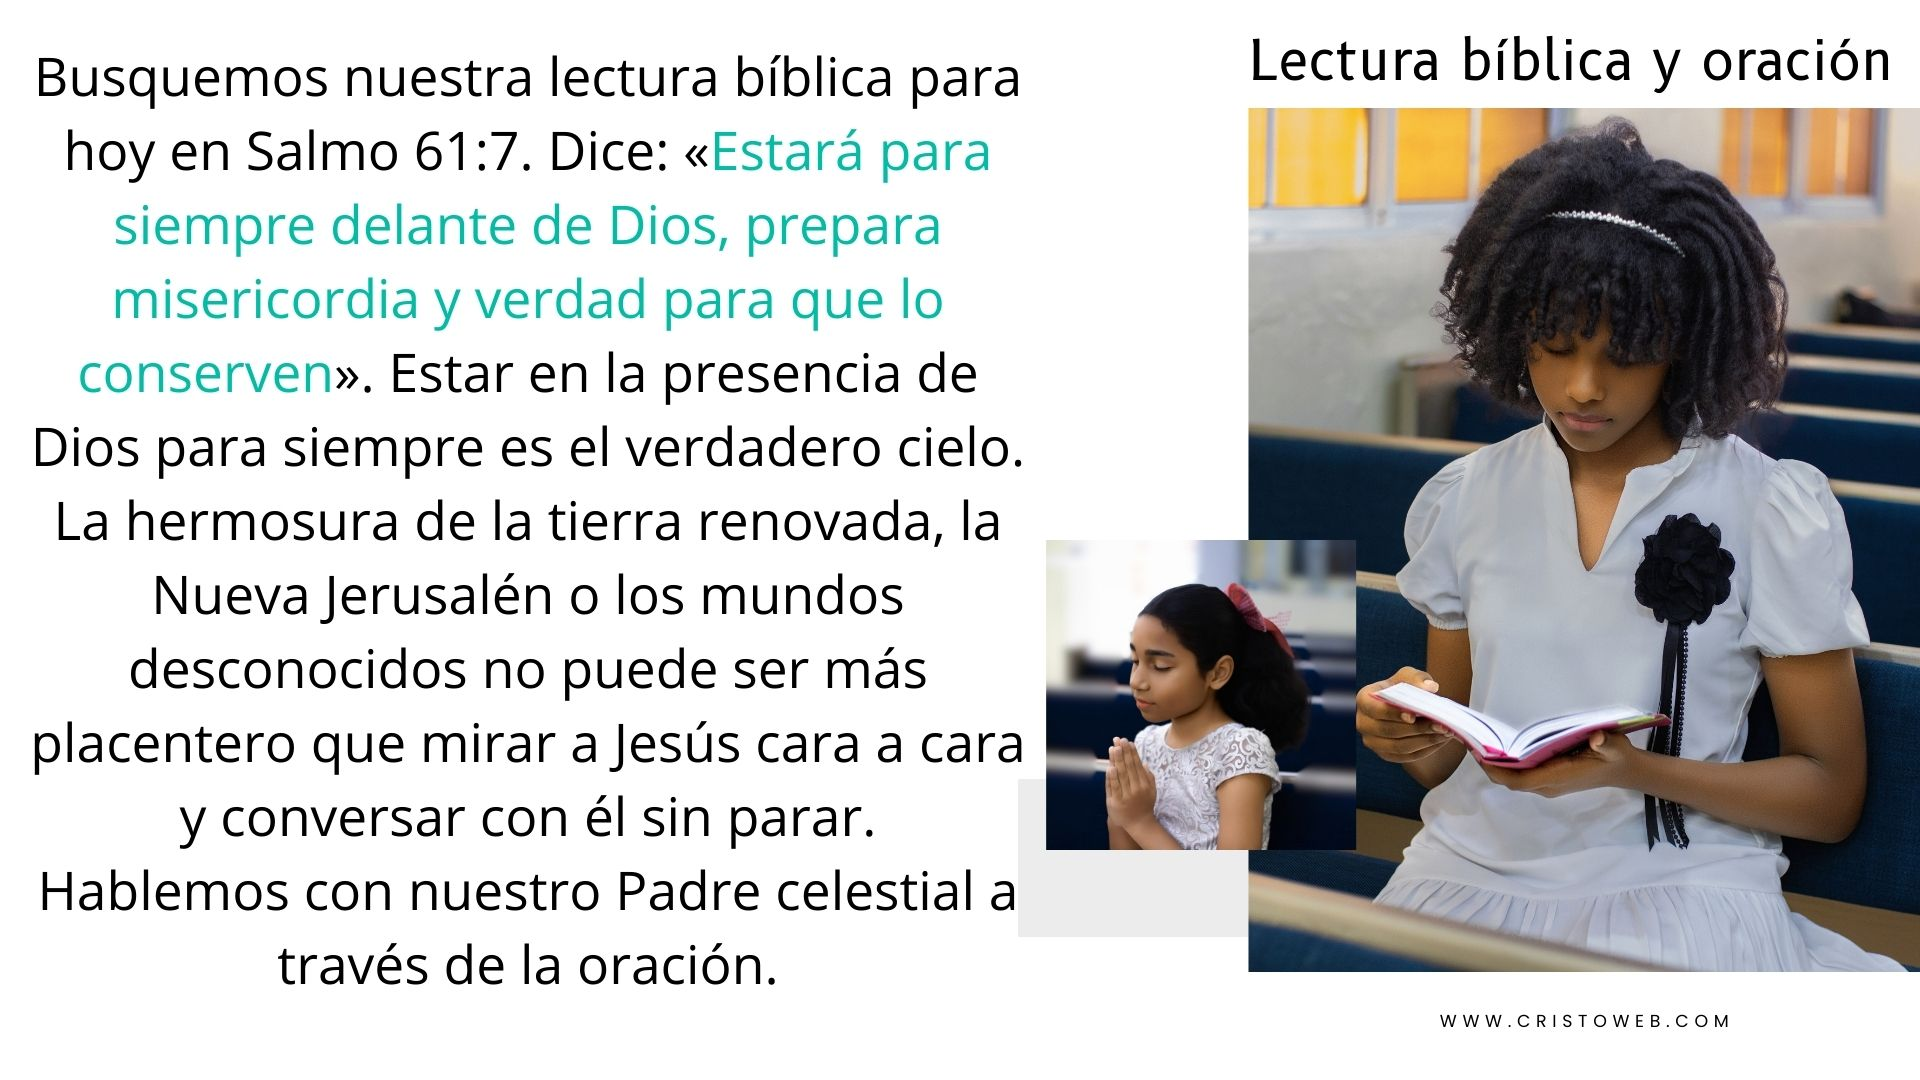 Lectura bíblica y oración
Busquemos nuestra lectura bíblica para
hoy en Salmo 61:7. Dice: «Estará para
siempre delante de Dios, prepara
misericordia y verdad para que lo
conserven». Estar en la presencia de
Dios para siempre es el verdadero cielo.
La hermosura de la tierra renovada, la
Nueva Jerusalén o los mundos
desconocidos no puede ser más
placentero que mirar a Jesús cara a cara
y conversar con él sin parar.
Hablemos con nuestro Padre celestial a
través de la oración.
WWW.CRISTOWEB.COM